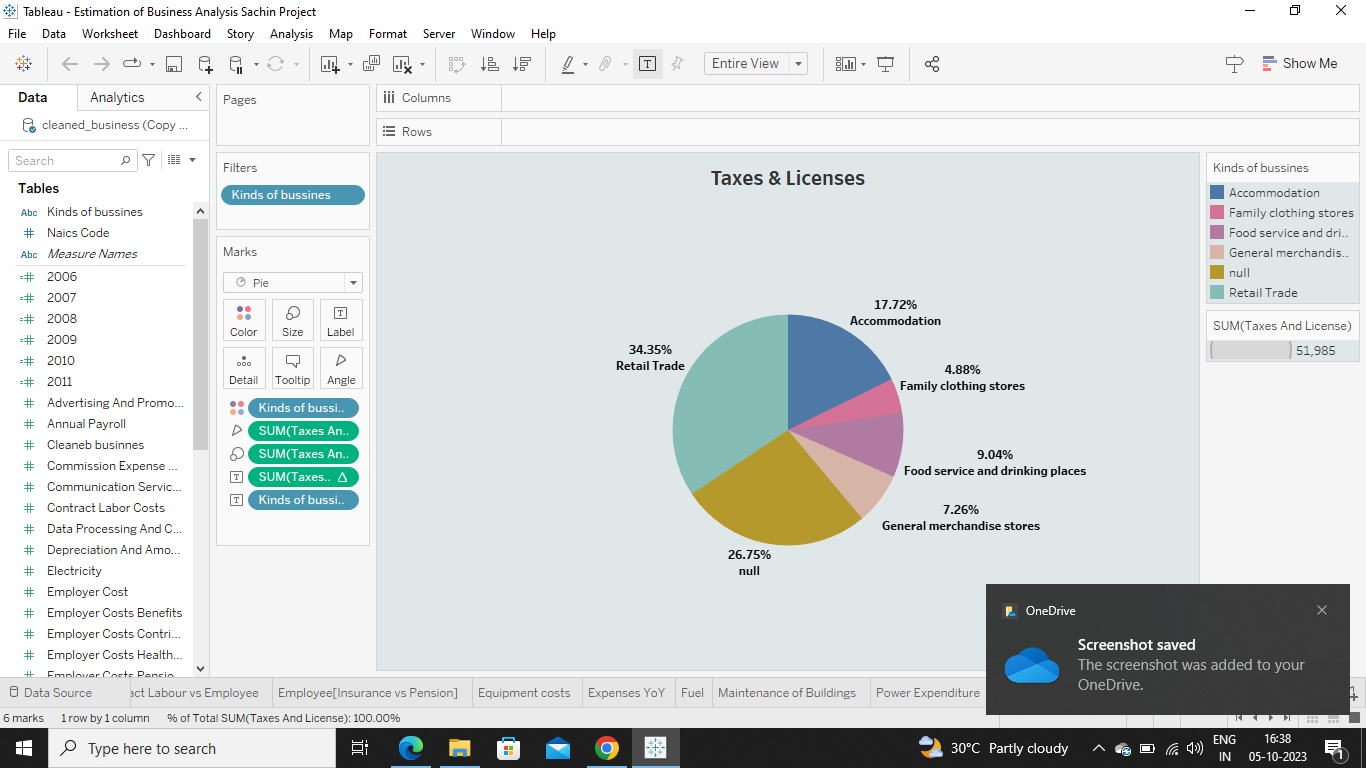 Tableau - Estimation of Business Analysis Sachin Project
File Data Worksheet Dashboard Story Analysis Map Format Server Window Help
Entire View
Show Me
Data Analytics
cleaned_business (Copy ...
Search
Tables
Abc Kinds of bussines
# Naics Code
Abc Measure Names
=# 2006
=# 2007
=# 2008
=# 2009
=# 2010
=# 2011
# Advertising And Promo...
# Annual Payroll
# Cleaneb businnes
# Commission Expense ...
# Communication Servic...
# Contract Labor Costs
# Data Processing And C...
# Depreciation And Amo...
# Electricity
# Employer Cost
# Employer Costs Benefits
# Employer Costs Contri...
# Employer Costs Health...
# Employer Costs Pensio...
Pages
Filters
Kinds of bussines
Marks
Pie
Color Size Label
Detail Tooltip Angle
Kinds of bussi..
SUM(Taxes An..
SUM(Taxes An..
SUM(Taxes.. Δ
Kinds of bussi..
Columns
Rows
Taxes & Licenses
17.72%
Accommodation
34.35%
Retail Trade
4.88%
Family clothing stores
9.04%
Food service and drinking places
7.26%
General merchandise stores
26.75%
null
Kinds of bussines
Accommodation
Family clothing stores
Food service and dri..
General merchandis..
null
Retail Trade
SUM(Taxes And License)
51,985
OneDrive
Screenshot saved
The screenshot was added to your
OneDrive.
Data Source act Labour vs Employee Employee[Insurance vs Pension] Equipment costs Expenses YoY Fuel Maintenance of Buildings Power Expenditure
6 marks 1 row by 1 column % of Total SUM(Taxes And License): 100.00%
Type here to search
30°C Partly cloudy
ENG
IN
16:38
05-10-2023
1